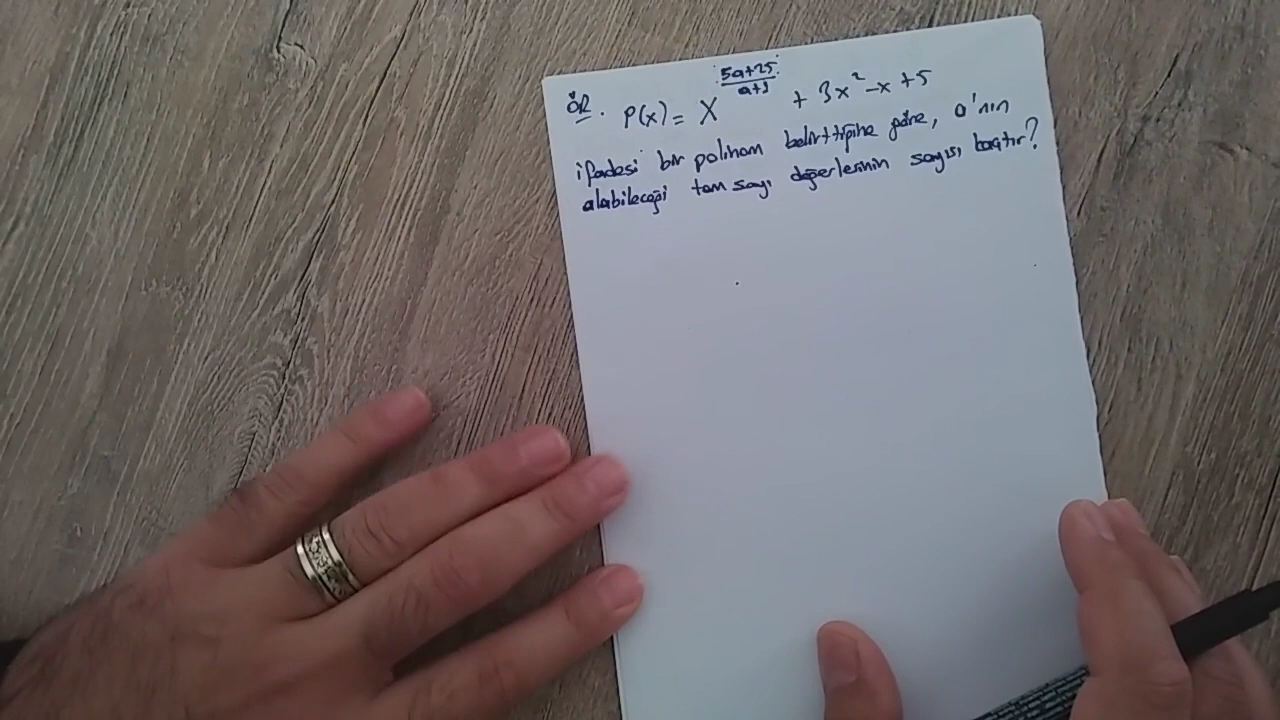 ÖR. P(x) = X^(5a+25)/(a+1) + 3x² - x + 5
ifadesi bir polinom belirttiğine göre, a'nın
alabileceği tam sayı değerlerinin sayısı kaçtır?